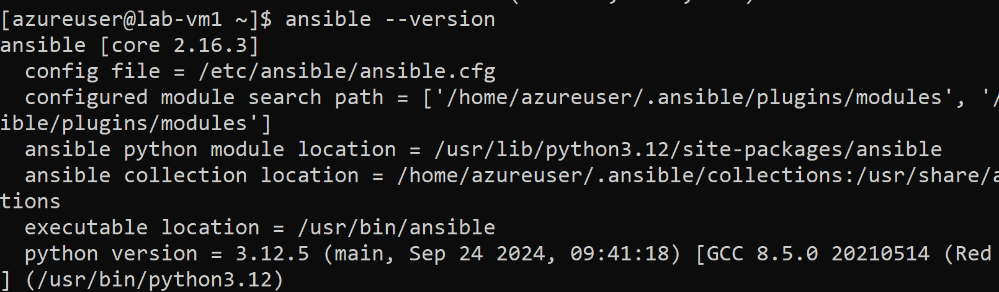 [azureuser@lab-vm1 ~]$ ansible --version
ansible [core 2.16.3]
  config file = /etc/ansible/ansible.cfg
  configured module search path = ['/home/azureuser/.ansible/plugins/modules', '/
ible/plugins/modules']
  ansible python module location = /usr/lib/python3.12/site-packages/ansible
  ansible collection location = /home/azureuser/.ansible/collections:/usr/share/a
tions
  executable location = /usr/bin/ansible
  python version = 3.12.5 (main, Sep 24 2024, 09:41:18) [GCC 8.5.0 20210514 (Red
] (/usr/bin/python3.12)